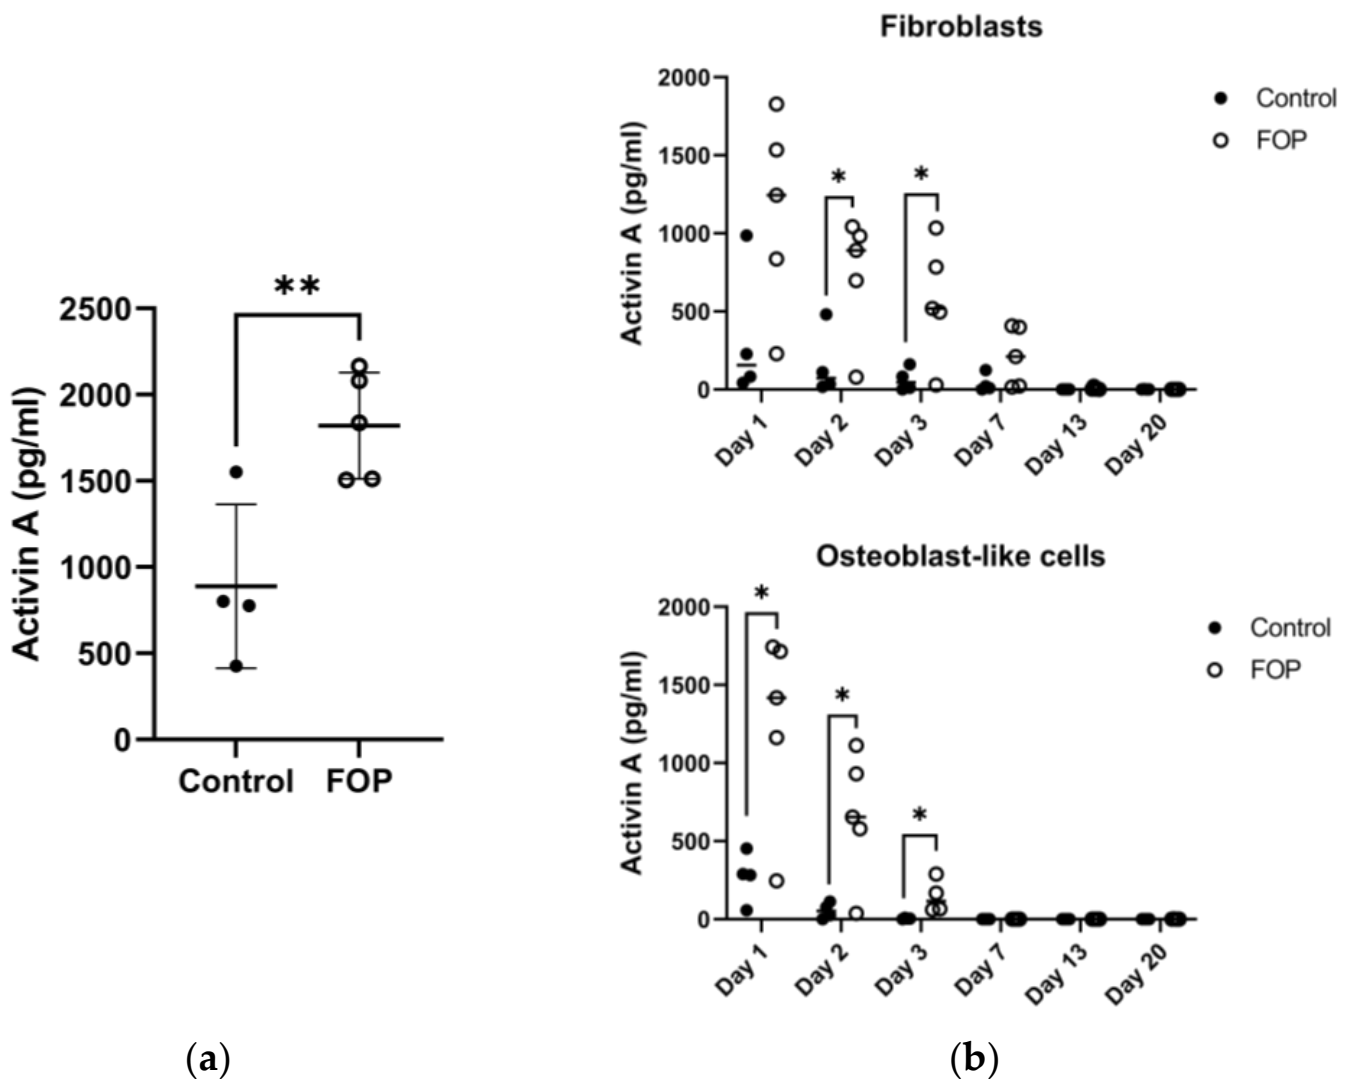 Activin A (pg/ml)
2500
2000
1500
1000
500
0
**
Control FOP
(a)
Fibroblasts
Activin A (pg/ml)
2000
1500
1000
500
0
* *
Control
FOP
Day 1 Day 2 Day 3 Day 7 Day 13 Day 20
Osteoblast-like cells
Activin A (pg/ml)
2000
1500
1000
500
0
* * *
Control
FOP
Day 1 Day 2 Day 3 Day 7 Day 13 Day 20
(b)